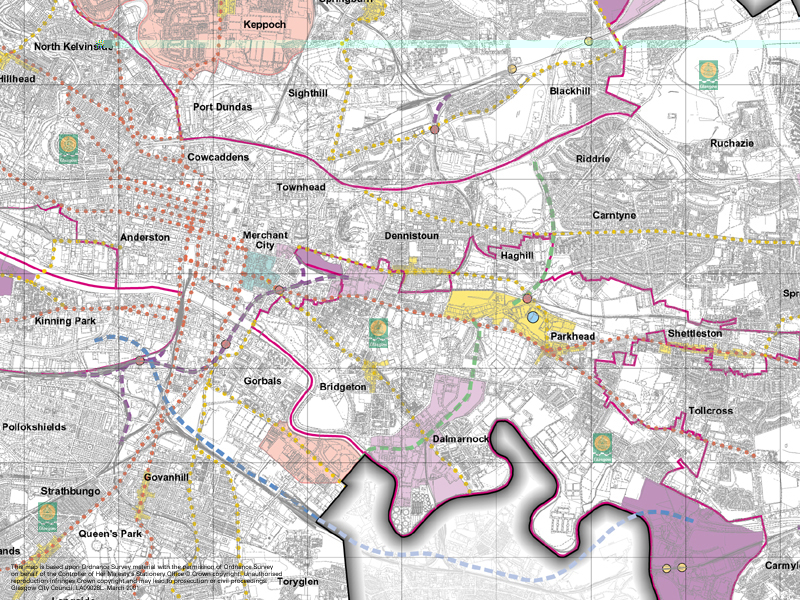 Springburn
Keppoch
North Kelvinside
Hillhead
Sighthill
Blackhill
Port Dundas
Ruchazie
Cowcaddens
Riddrie
Townhead
Carntyne
Anderston
Merchant
City
Dennistoun
Haghill
Kinning Park
Parkhead
Shettleston
Gorbals
Bridgeton
Tollcross
Pollokshields
Dalmarnock
Govanhill
Strathbungo
Queen's Park
Toryglen
This map is based upon Ordnance Survey material with the permission of Ordnance Survey
on behalf of the Controller of Her Majesty's Stationery Office © Crown copyright. Unauthorised
reproduction infringes Crown copyright and may lead to prosecution or civil proceedings.
Glasgow City Council, LA09026L. March 2001